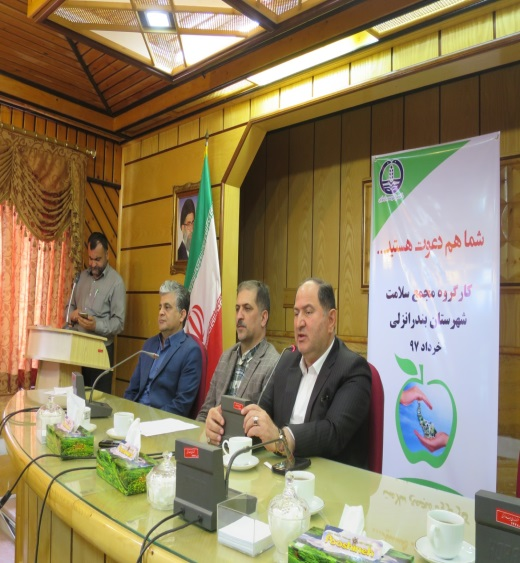 شما هم دعوت هستید...
کارگروه مجمع سلامت
شهرستان بندرانزلی
خرداد ۹۷